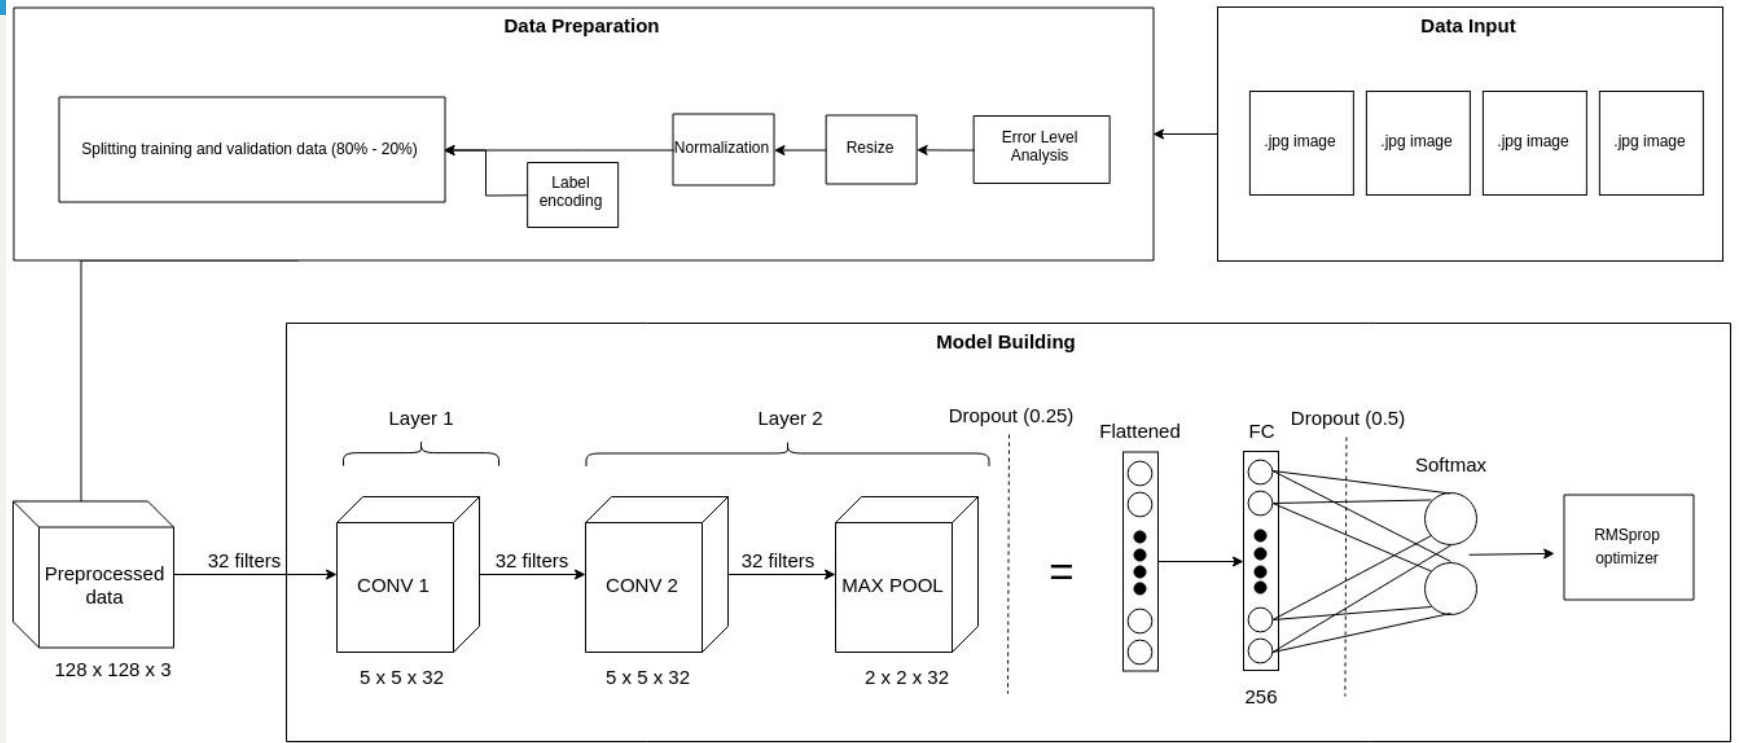 Data Preparation
Data Input
Splitting training and validation data (80% - 20%)
Label
encoding
Normalization
Resize
Error Level
Analysis
.jpg image
.jpg image
.jpg image
.jpg image
Model Building
Layer 1
Layer 2
Dropout (0.25)
Flattened
FC
Dropout (0.5)
Softmax
Preprocessed
data
128 x 128 x 3
32 filters
CONV 1
5 x 5 x 32
32 filters
CONV 2
5 x 5 x 32
32 filters
MAX POOL
2 x 2 x 32
=
256
RMSprop
optimizer